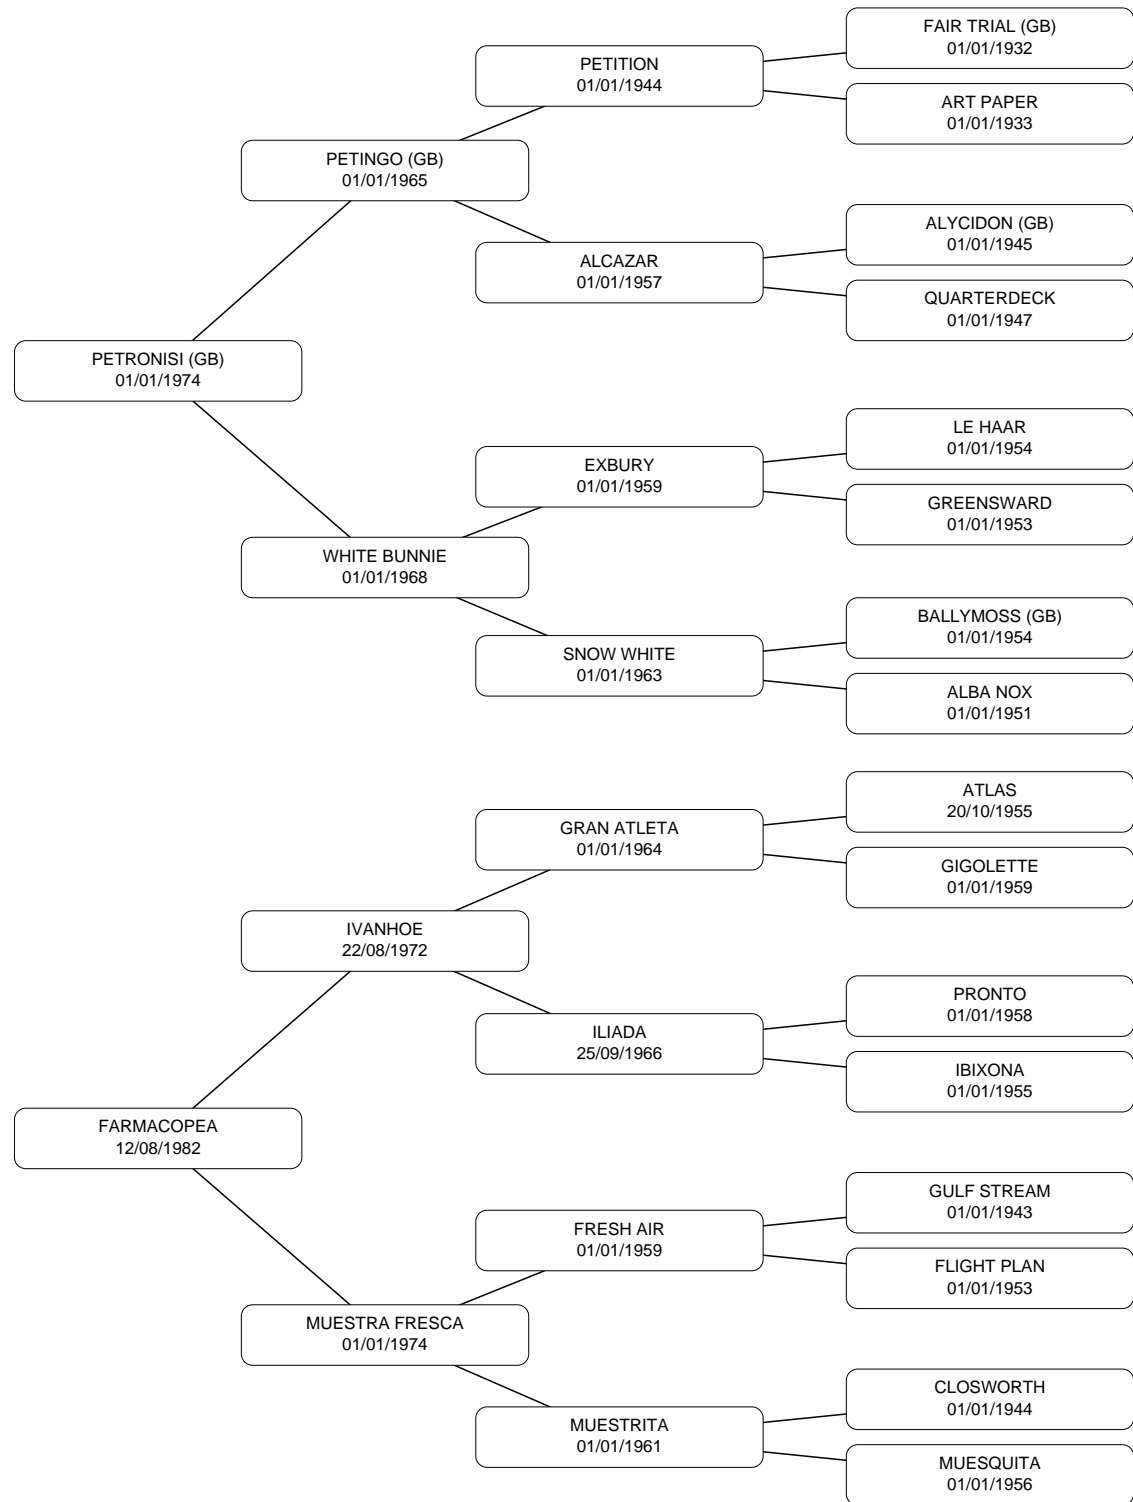 FAIR TRIAL (GB)
01/01/1932
PETITION
01/01/1944
ART PAPER
01/01/1933
PETINGO (GB)
01/01/1965
ALYCIDON (GB)
01/01/1945
ALCAZAR
01/01/1957
QUARTERDECK
01/01/1947
PETRONISI (GB)
01/01/1974
LE HAAR
01/01/1954
EXBURY
01/01/1959
GREENSWARD
01/01/1953
WHITE BUNNIE
01/01/1968
BALLYMOSS (GB)
01/01/1954
SNOW WHITE
01/01/1963
ALBA NOX
01/01/1951
ATLAS
20/10/1955
GRAN ATLETA
01/01/1964
GIGOLETTE
01/01/1959
IVANHOE
22/08/1972
PRONTO
01/01/1958
ILIADA
25/09/1966
IBIXONA
01/01/1955
FARMACOPEA
12/08/1982
GULF STREAM
01/01/1943
FRESH AIR
01/01/1959
FLIGHT PLAN
01/01/1953
MUESTRA FRESCA
01/01/1974
CLOSWORTH
01/01/1944
MUESTRITA
01/01/1961
MUESQUITA
01/01/1956